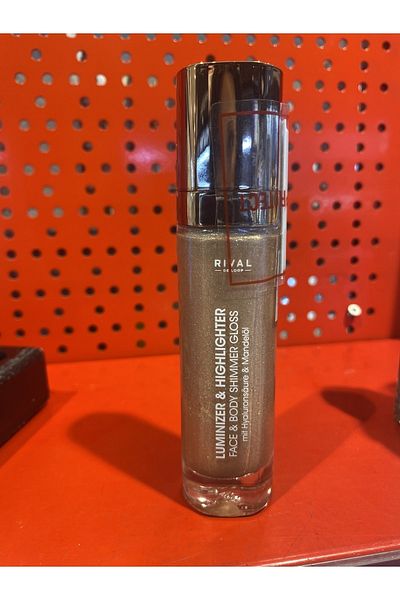 RIVAL
DE LOOP
LUMINIZER & HIGHLIGHTER
FACE & BODY SHIMMER GLOSS
mit Hyaluronsäure & Mandelöl